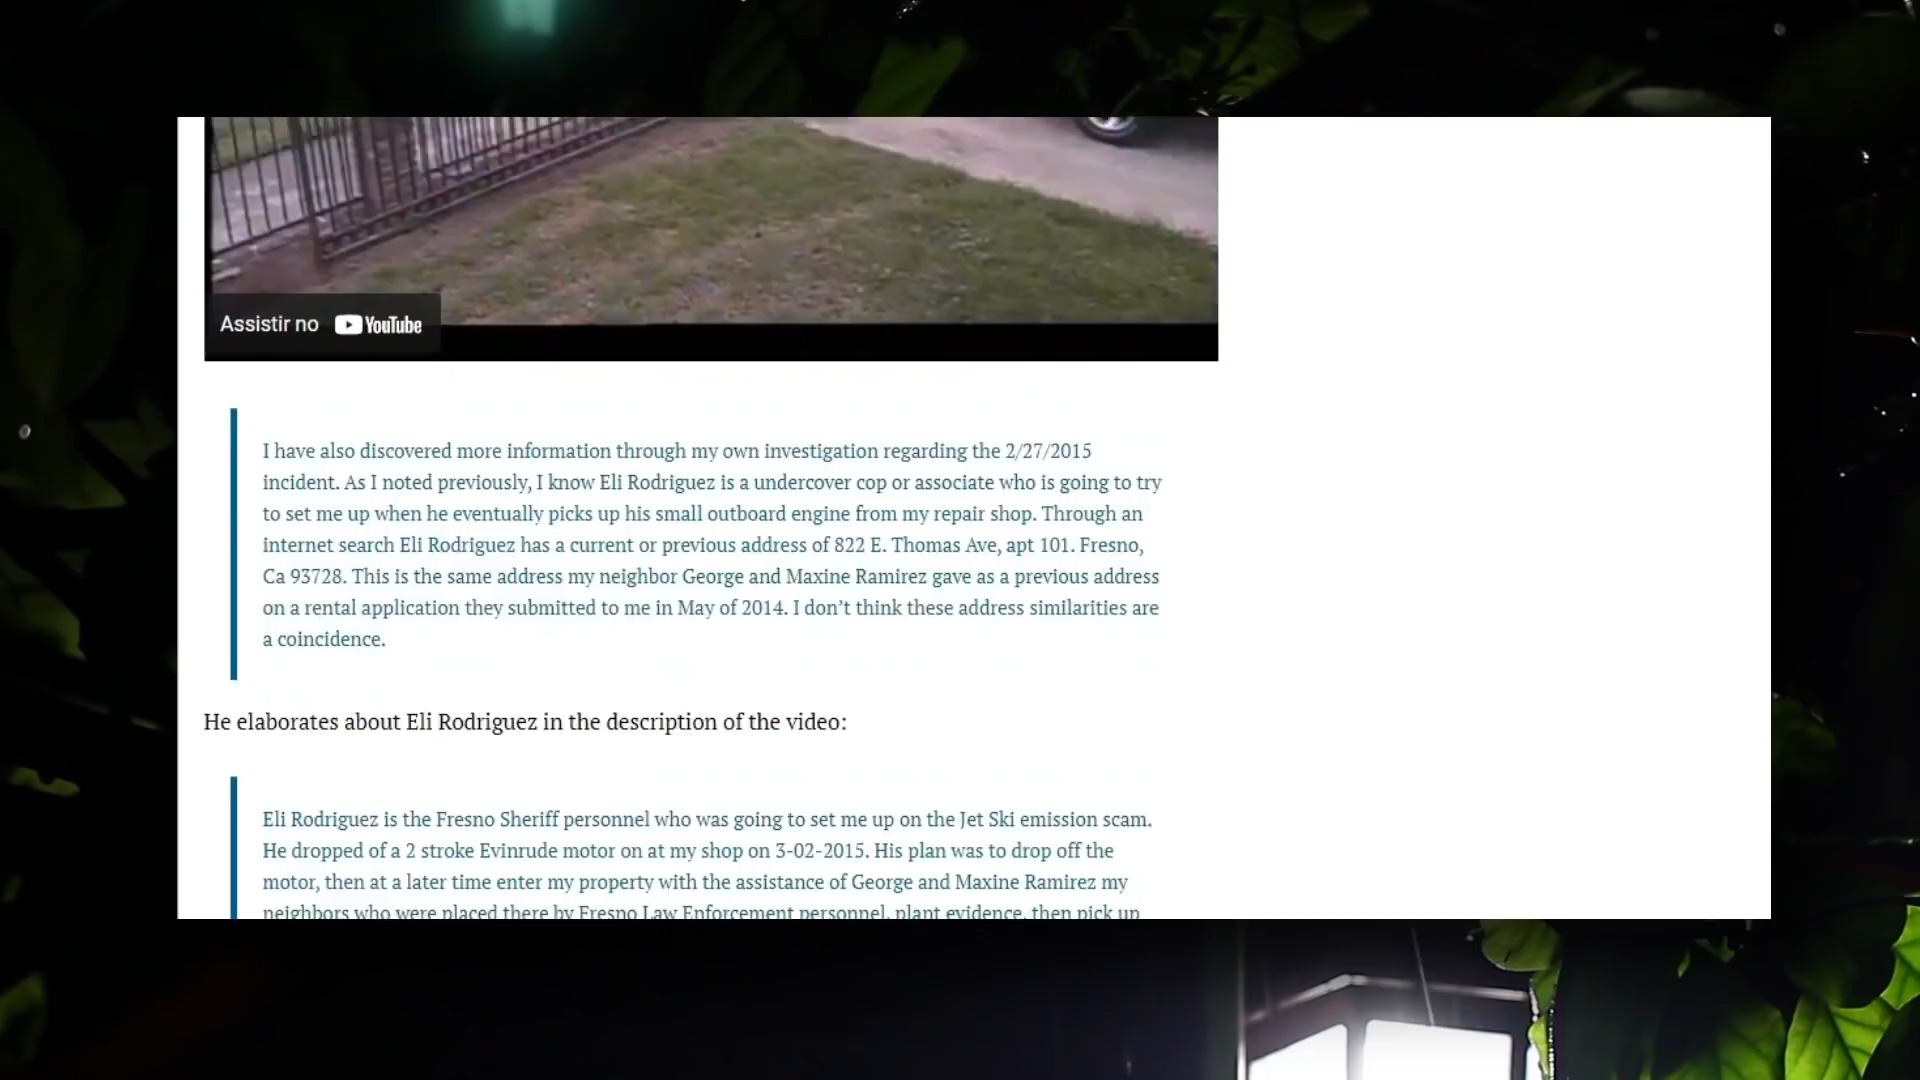 Assistir no YouTube
I have also discovered more information through my own investigation regarding the 2/27/2015
incident. As I noted previously, I know Eli Rodriguez is a undercover cop or associate who is going to try
to set me up when he eventually picks up his small outboard engine from my repair shop. Through an
internet search Eli Rodriguez has a current or previous address of 822 E. Thomas Ave, apt 101. Fresno,
Ca 93728. This is the same address my neighbor George and Maxine Ramirez gave as a previous address
on a rental application they submitted to me in May of 2014. I don’t think these address similarities are
a coincidence.
He elaborates about Eli Rodriguez in the description of the video:
Eli Rodriguez is the Fresno Sheriff personnel who was going to set me up on the Jet Ski emission scam.
He dropped of a 2 stroke Evinrude motor on at my shop on 3-02-2015. His plan was to drop off the
motor, then at a later time enter my property with the assistance of George and Maxine Ramirez my
neighbors who were placed there by Fresno Law Enforcement personnel, plant evidence, then pick up